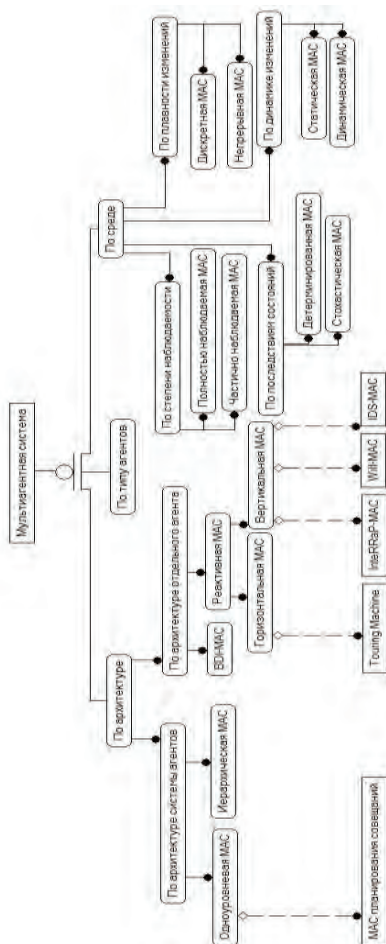 Мультиагентная система
По архитектуре
По типу агентов
По среде
По архитектуре системы агентов
По архитектуре отдельного агента
По степени наблюдаемости
По плавности изменений
Одноуровневая МАС
Иерархическая МАС
BDI-МАС
Реактивная МАС
Полностью наблюдаемая МАС
Частично наблюдаемая МАС
Дискретная МАС
Непрерывная МАС
Горизонтальная МАС
Вертикальная МАС
По последствиям состояний
По динамике изменений
Детерминированная МАС
Стохастическая МАС
Статическая МАС
Динамическая МАС
МАС планирования совещаний
Touring Machine
InteRRaP-МАС
Will-МАС
IDS-МАС